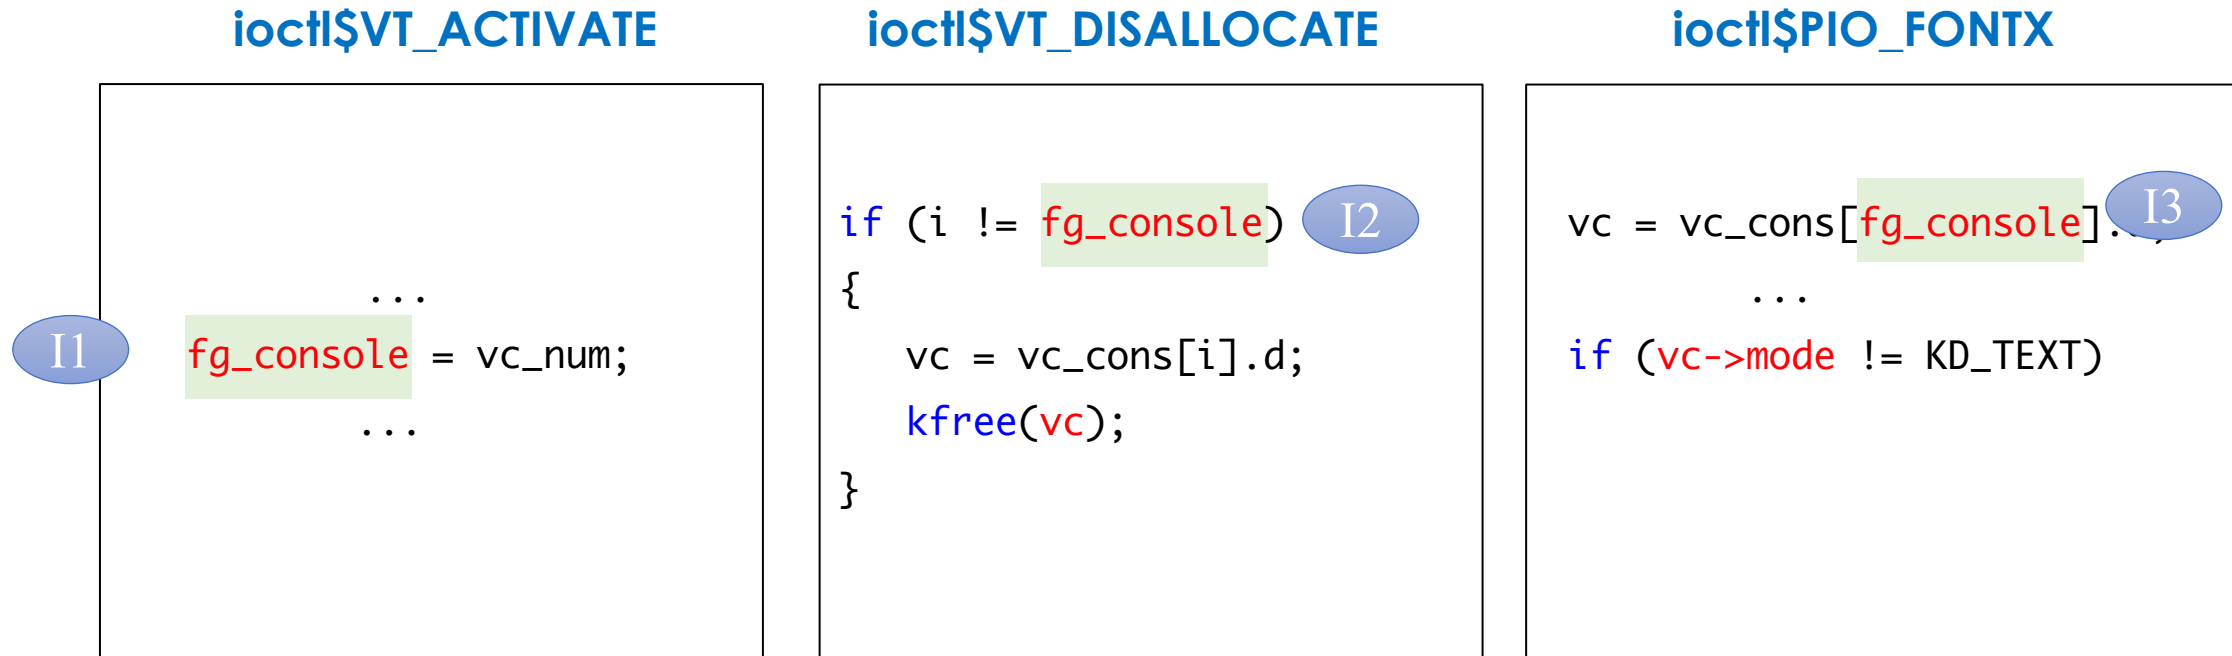 ioctl$VT_ACTIVATE
...
I1
fg_console = vc_num;
...
ioctl$VT_DISALLOCATE
if (i != fg_console)
I2
{
vc = vc_cons[i].d;
kfree(vc);
}
ioctl$PIO_FONTX
vc = vc_cons[fg_console].
I3
...
if (vc->mode != KD_TEXT)